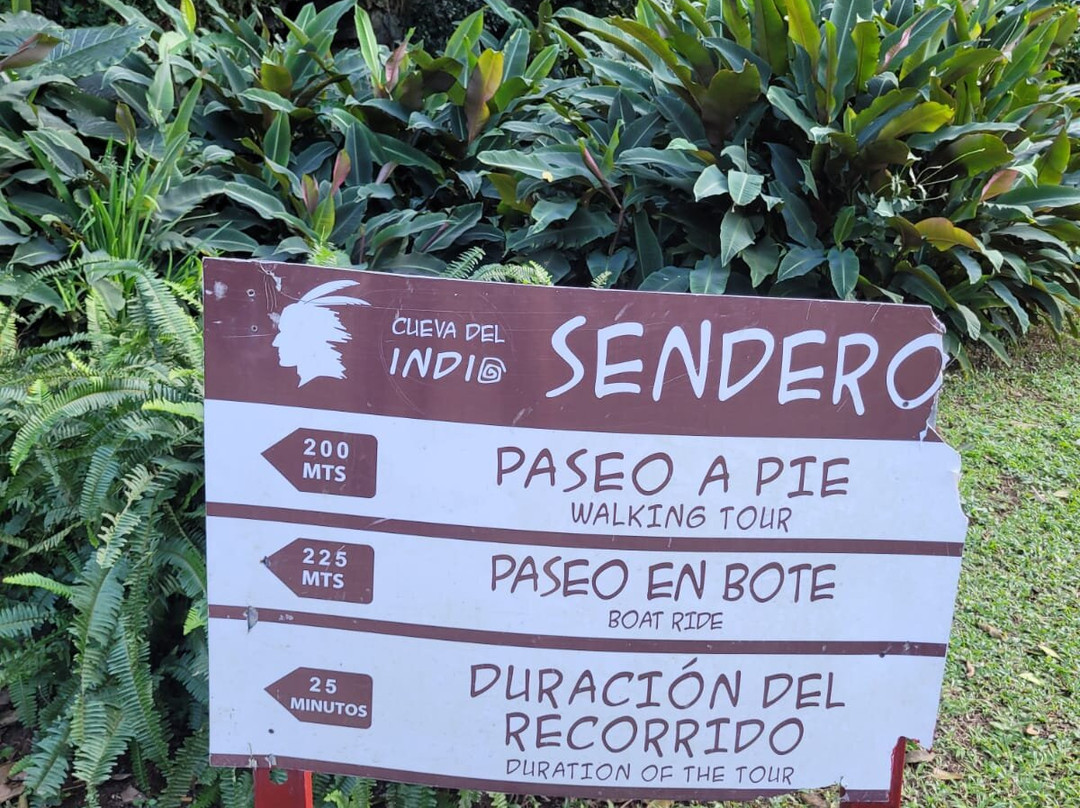 CUEVA DEL
INDIO
SENDERO
200
MTS
PASEO A PIE
WALKING TOUR
225
MTS
PASEO EN BOTE
BOAT RIDE
25
MINUTOS
DURACIÓN DEL
RECORRIDO
DURATION OF THE TOUR